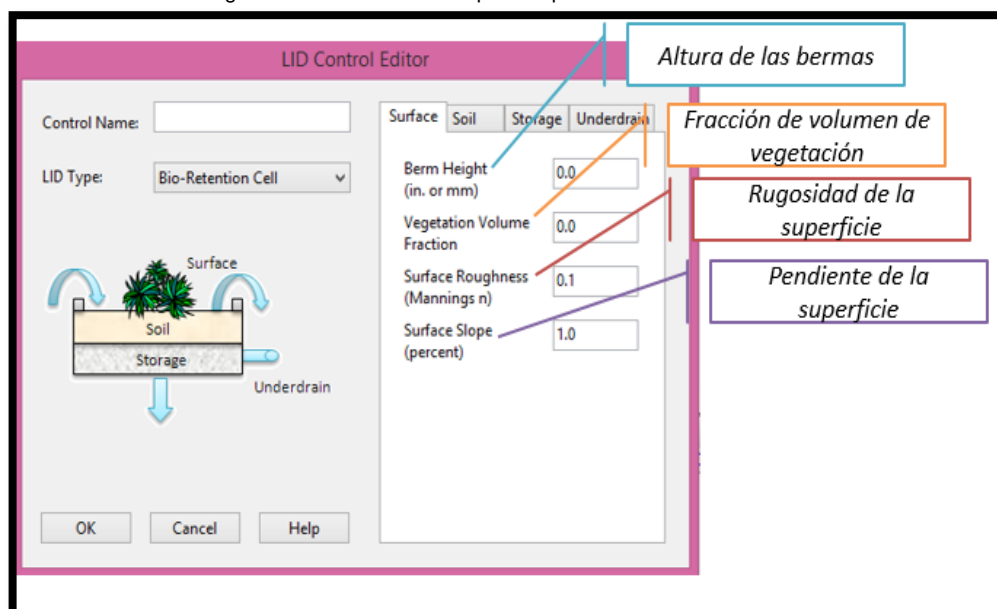 LID Control Editor
Control Name:
LID Type:
Bio-Retention Cell
Surface
Soil
Storage
Underdrain
OK
Cancel
Help
Surface
Soil
Storage
Underdrain
Berm Height
(in. or mm)
0.0
Vegetation Volume
Fraction
0.0
Surface Roughness
(Mannings n)
0.1
Surface Slope
(percent)
1.0
Altura de las bermas
Fracción de volumen de
vegetación
Rugosidad de la
superficie
Pendiente de la
superficie